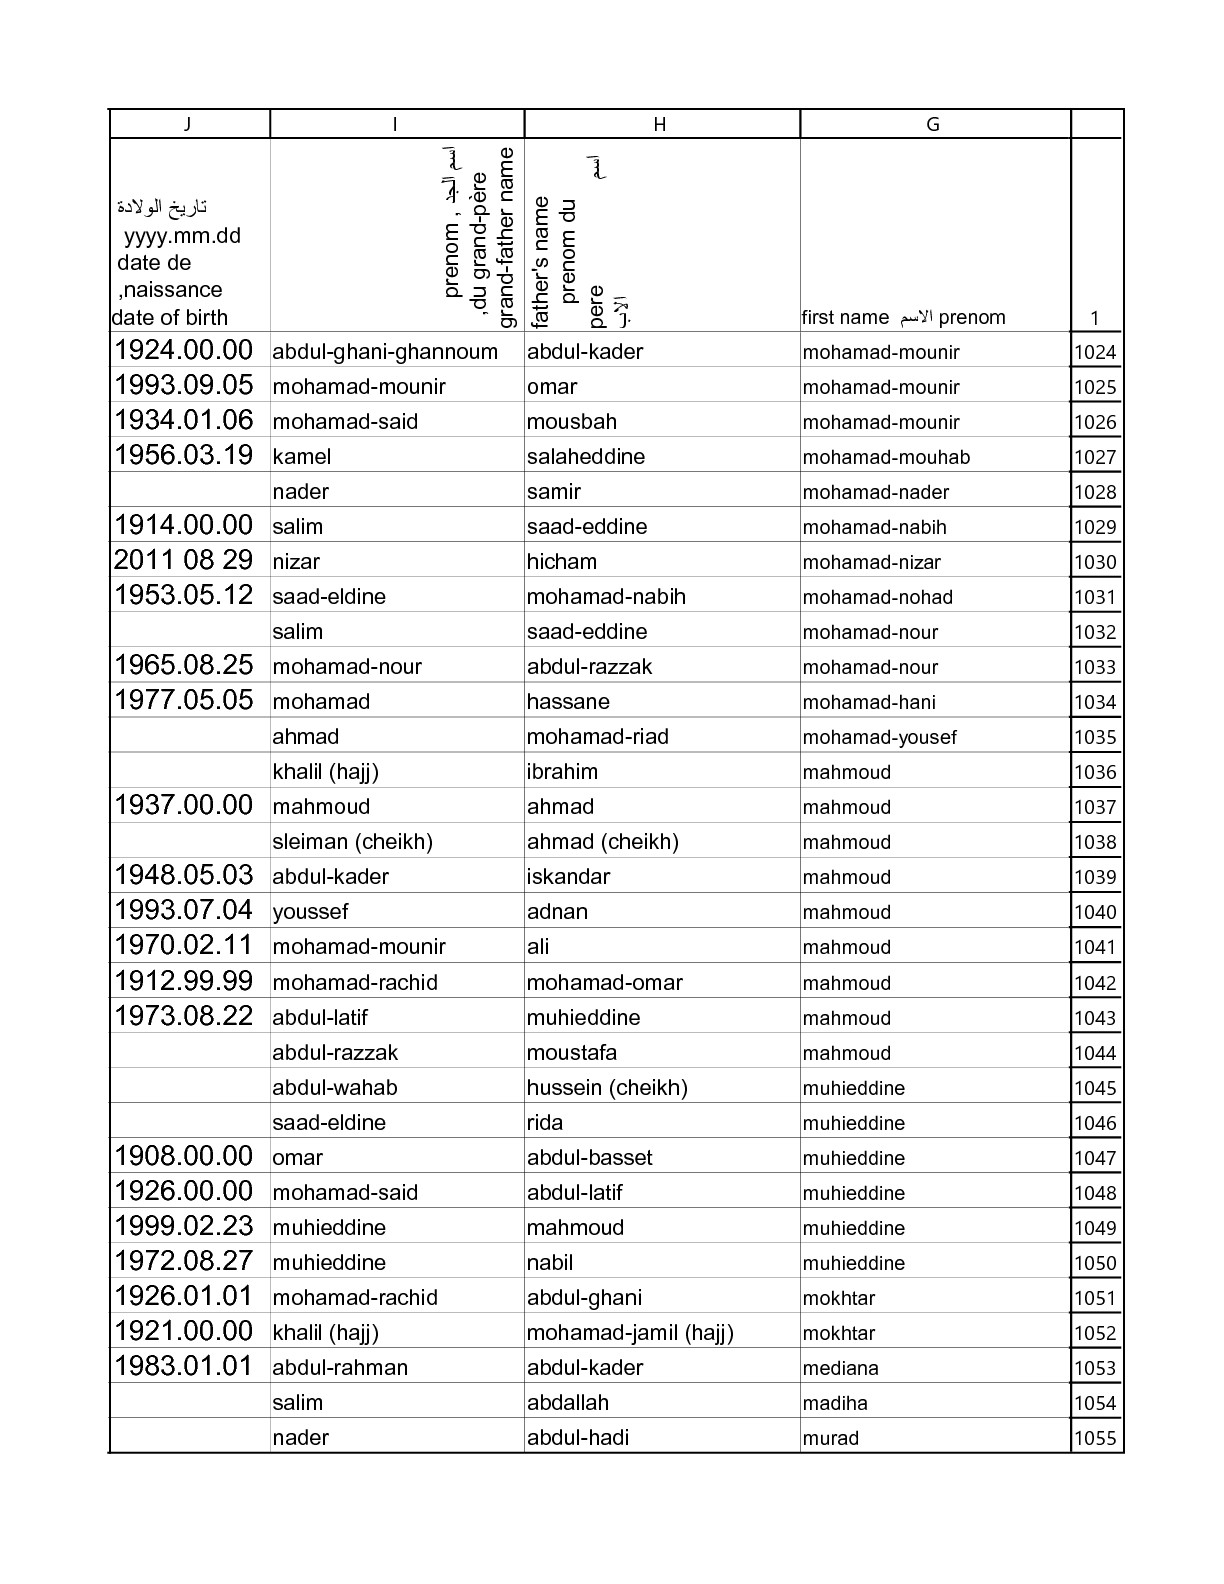 J I H G
تاريخ الولادة
yyyy.mm.dd
date de
,naissance
date of birth
prenom , اسم الجد
,du grand-père
grand-father name
father's name
prenom du اسم
pere الاب
first name الاسم prenom
1
1924.00.00 abdul-ghani-ghannoum abdul-kader mohamad-mounir 1024
1993.09.05 mohamad-mounir omar mohamad-mounir 1025
1934.01.06 mohamad-said mousbah mohamad-mounir 1026
1956.03.19 kamel salaheddine mohamad-mouhab 1027
nader samir mohamad-nader 1028
1914.00.00 salim saad-eddine mohamad-nabih 1029
2011 08 29 nizar hicham mohamad-nizar 1030
1953.05.12 saad-eldine mohamad-nabih mohamad-nohad 1031
salim saad-eddine mohamad-nour 1032
1965.08.25 mohamad-nour abdul-razzak mohamad-nour 1033
1977.05.05 mohamad hassane mohamad-hani 1034
ahmad mohamad-riad mohamad-yousef 1035
khalil (hajj) ibrahim mahmoud 1036
1937.00.00 mahmoud ahmad mahmoud 1037
sleiman (cheikh) ahmad (cheikh) mahmoud 1038
1948.05.03 abdul-kader iskandar mahmoud 1039
1993.07.04 youssef adnan mahmoud 1040
1970.02.11 mohamad-mounir ali mahmoud 1041
1912.99.99 mohamad-rachid mohamad-omar mahmoud 1042
1973.08.22 abdul-latif muhieddine mahmoud 1043
abdul-razzak moustafa mahmoud 1044
abdul-wahab hussein (cheikh) muhieddine 1045
saad-eldine rida muhieddine 1046
1908.00.00 omar abdul-basset muhieddine 1047
1926.00.00 mohamad-said abdul-latif muhieddine 1048
1999.02.23 muhieddine mahmoud muhieddine 1049
1972.08.27 muhieddine nabil muhieddine 1050
1926.01.01 mohamad-rachid abdul-ghani mokhtar 1051
1921.00.00 khalil (hajj) mohamad-jamil (hajj) mokhtar 1052
1983.01.01 abdul-rahman abdul-kader mediana 1053
salim abdallah madiha 1054
nader abdul-hadi murad 1055